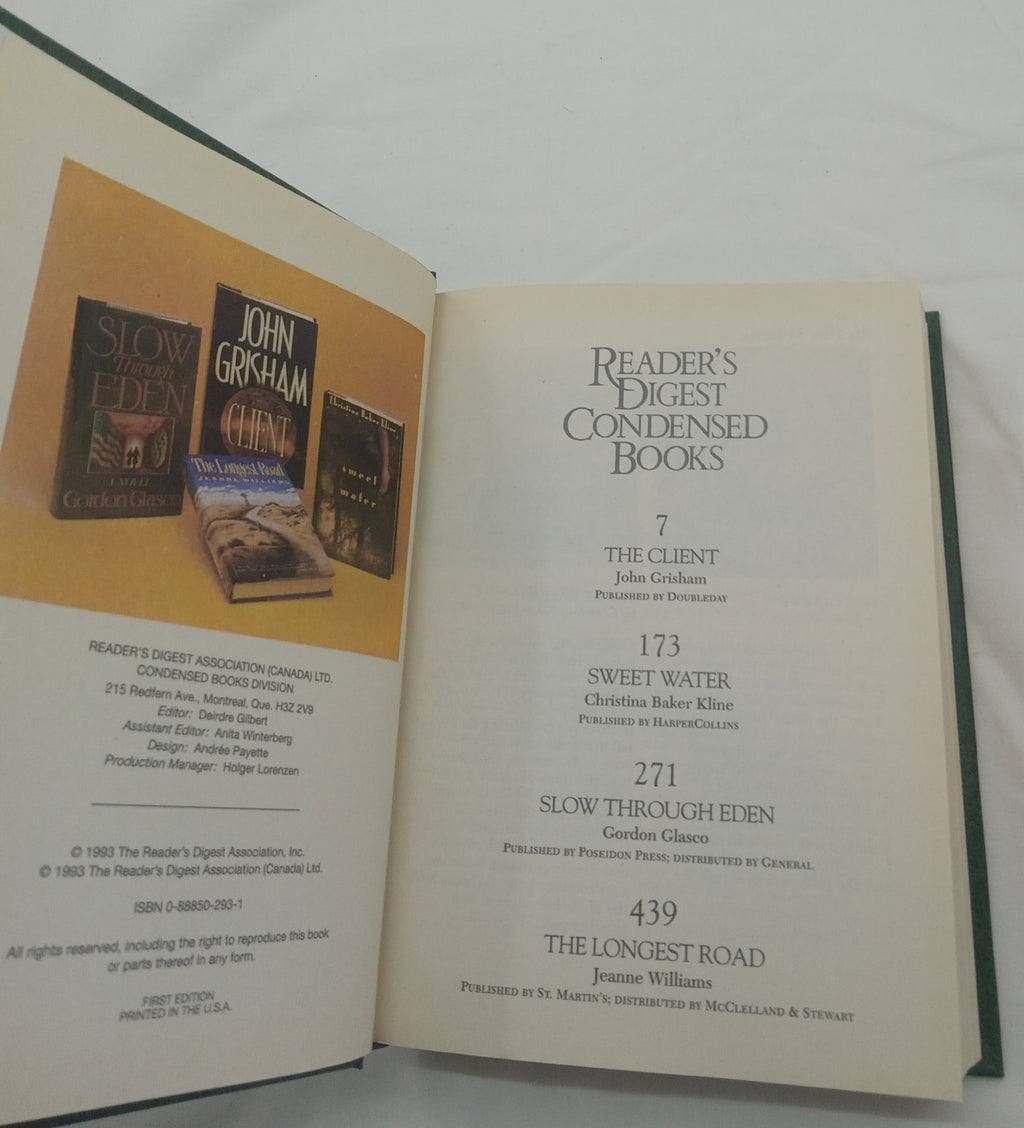 SLOW
Through
EDEN
A NOVEL
Gordon Glasco
JOHN
GRISHAM
CLIENT
The Longest Road
JEANNE WILLIAMS
Christina Baker Kline
sweet
water
READER'S DIGEST ASSOCIATION (CANADA) LTD.
CONDENSED BOOKS DIVISION
215 Redfern Ave., Montreal, Que. H3Z 2V9
Editor: Deirdre Gilbert
Assistant Editor: Anita Winterberg
Design: Andrée Payette
Production Manager: Holger Lorenzen
© 1993 The Reader's Digest Association, Inc.
© 1993 The Reader's Digest Association (Canada) Ltd.
ISBN 0-88850-293-1
All rights reserved, including the right to reproduce this book
or parts thereof in any form.
FIRST EDITION
PRINTED IN THE U.S.A.
READER'S
DIGEST
CONDENSED
BOOKS
7
THE CLIENT
John Grisham
PUBLISHED BY DOUBLEDAY
173
SWEET WATER
Christina Baker Kline
PUBLISHED BY HARPERCOLLINS
271
SLOW THROUGH EDEN
Gordon Glasco
PUBLISHED BY POSEIDON PRESS; DISTRIBUTED BY GENERAL
439
THE LONGEST ROAD
Jeanne Williams
PUBLISHED BY ST. MARTIN'S; DISTRIBUTED BY MCCLELLAND & STEWART